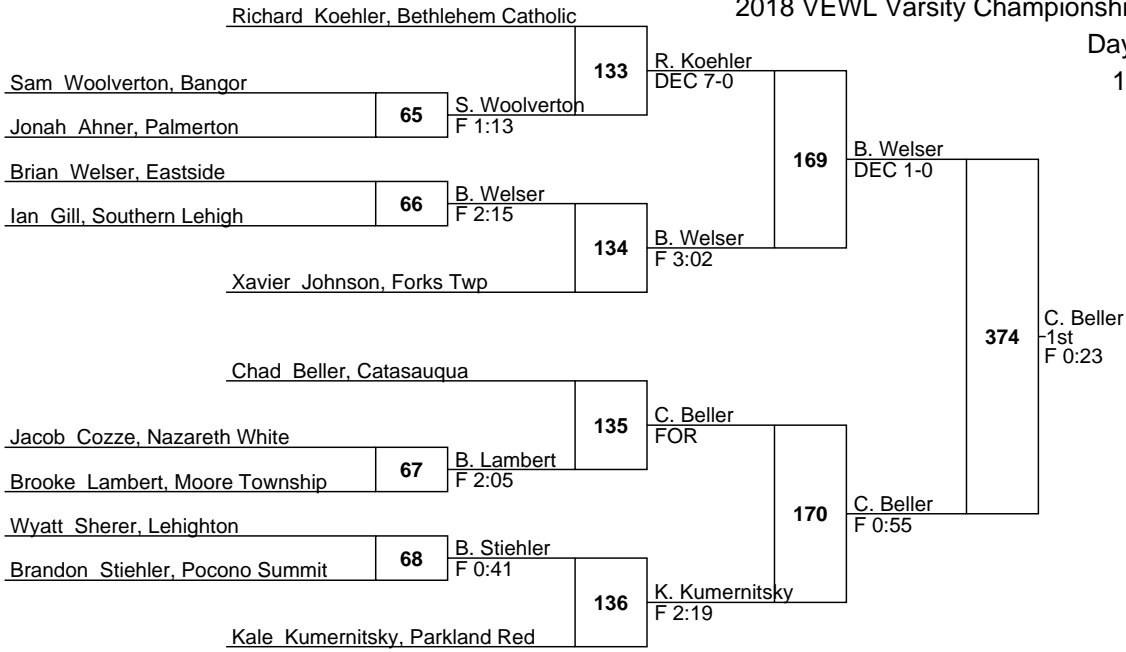 2018 VEWL Varsity Championshi
Day
1
Richard Koehler, Bethlehem Catholic
133
R. Koehler
DEC 7-0
Sam Woolverton, Bangor
65
S. Woolverton
F 1:13
Jonah Ahner, Palmerton
169
B. Welser
DEC 1-0
Brian Welser, Eastside
66
B. Welser
F 2:15
Ian Gill, Southern Lehigh
134
B. Welser
F 3:02
Xavier Johnson, Forks Twp
374
C. Beller
1st
F 0:23
Chad Beller, Catasauqua
135
C. Beller
FOR
Jacob Cozze, Nazareth White
67
B. Lambert
F 2:05
Brooke Lambert, Moore Township
170
C. Beller
F 0:55
Wyatt Sherer, Lehighton
68
B. Stiehler
F 0:41
Brandon Stiehler, Pocono Summit
136
K. Kumernitsky
F 2:19
Kale Kumernitsky, Parkland Red